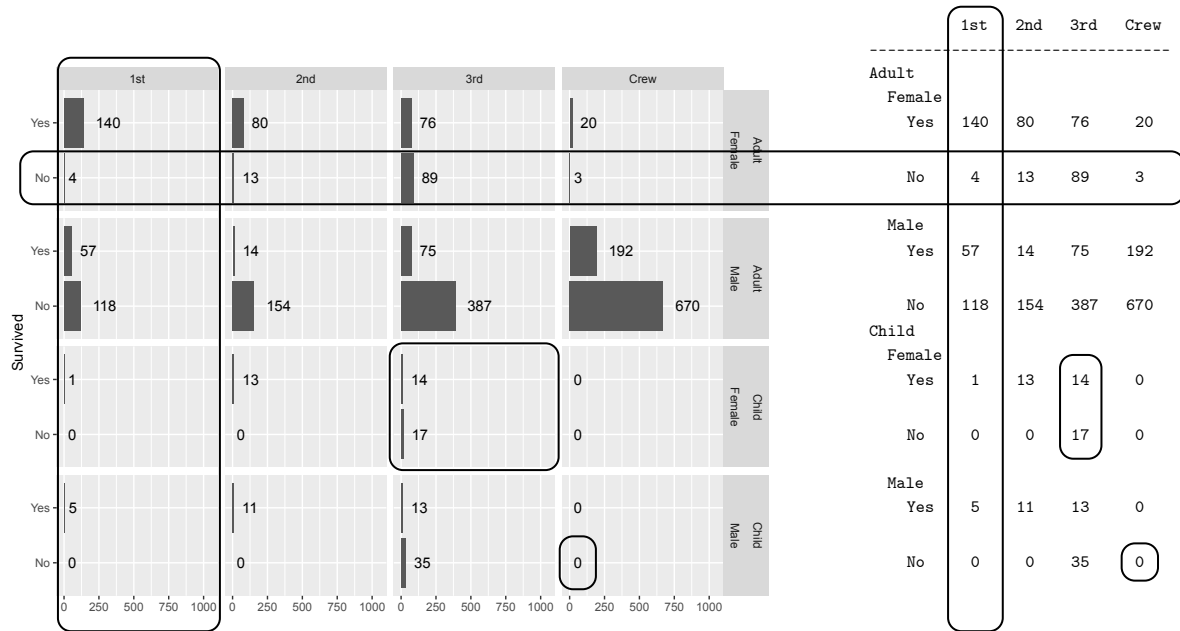 1st 2nd 3rd Crew
Yes 140 80 76 20
No 4 13 89 3
Adult
Female
Yes 57 14 75 192
No 118 154 387 670
Adult
Male
Survived
Yes 1 13 14 0
No 0 0 17 0
Child
Female
Yes 5 11 13 0
No 0 0 35 0
Child
Male
0 250 500 750 1000 0 250 500 750 1000 0 250 500 750 1000 0 250 500 750 1000
1st 2nd 3rd Crew
--------------------------------------
Adult
Female
Yes 140 80 76 20
No 4 13 89 3
Male
Yes 57 14 75 192
No 118 154 387 670
Child
Female
Yes 1 13 14 0
No 0 0 17 0
Male
Yes 5 11 13 0
No 0 0 35 0